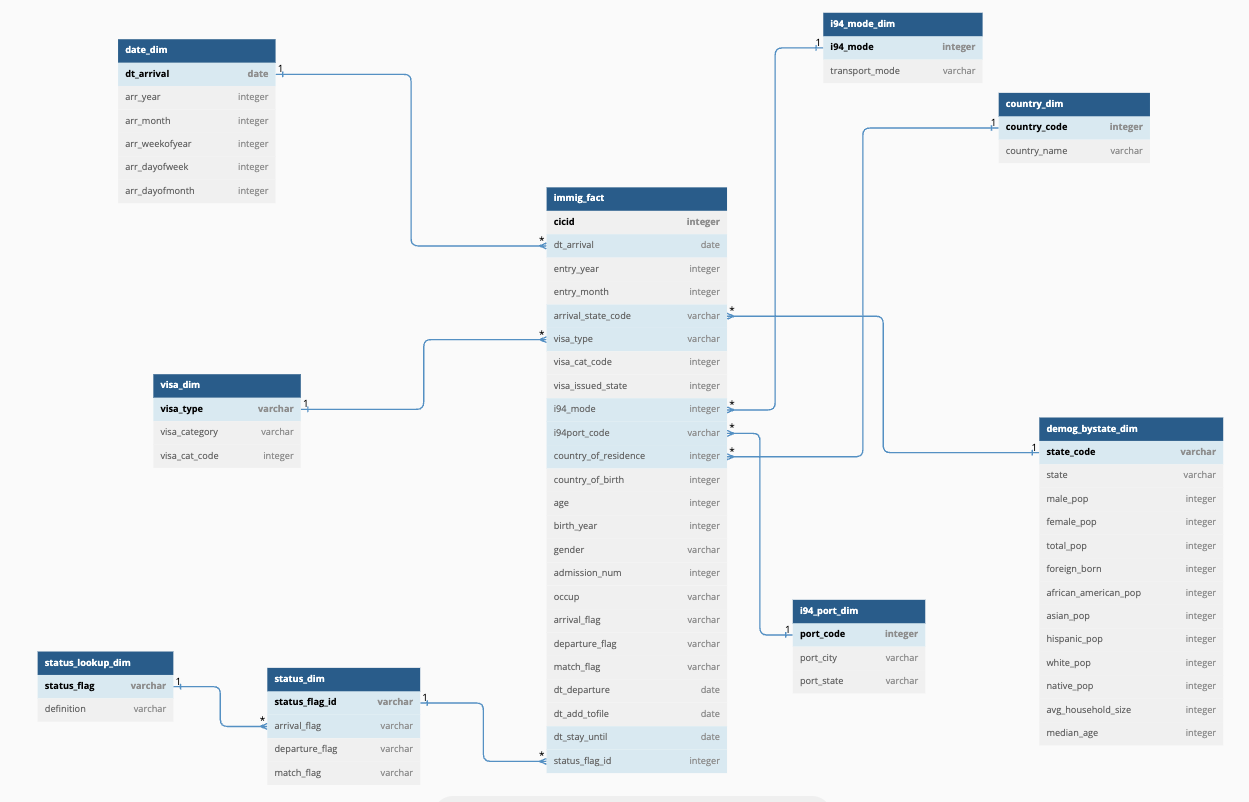 date_dim
dt_arrival date
arr_year integer
arr_month integer
arr_weekofyear integer
arr_dayofweek integer
arr_dayofmonth integer
1
i94_mode_dim
i94_mode integer
transport_mode varchar
1
country_dim
country_code integer
country_name varchar
1
immig_fact
cicid integer
dt_arrival date
entry_year integer
entry_month integer
arrival_state_code varchar
visa_type varchar
visa_cat_code integer
visa_issued_state integer
i94_mode integer
i94port_code varchar
country_of_residence integer
country_of_birth integer
age integer
birth_year integer
gender varchar
admission_num integer
occup varchar
arrival_flag varchar
departure_flag varchar
match_flag varchar
dt_departure date
dt_add_tofile date
dt_stay_until date
status_flag_id integer
*
*
*
*
*
*
*
visa_dim
visa_type varchar
visa_category varchar
visa_cat_code integer
1
demog_bystate_dim
state_code varchar
state varchar
male_pop integer
female_pop integer
total_pop integer
foreign_born integer
african_american_pop integer
asian_pop integer
hispanic_pop integer
white_pop integer
native_pop integer
avg_household_size integer
median_age integer
1
i94_port_dim
port_code integer
port_city varchar
port_state varchar
1
status_lookup_dim
status_flag varchar
definition varchar
1
status_dim
status_flag_id varchar
arrival_flag varchar
departure_flag varchar
match_flag varchar
1
*